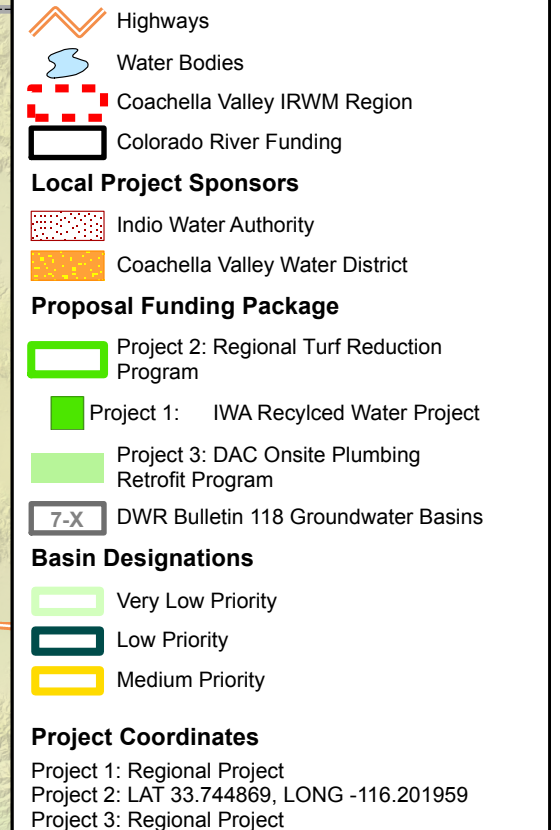 Highways
Water Bodies
Coachella Valley IRWM Region
Colorado River Funding
Local Project Sponsors
Indio Water Authority
Coachella Valley Water District
Proposal Funding Package
Project 2: Regional Turf Reduction
Program
Project 1: IWA Recylced Water Project
Project 3: DAC Onsite Plumbing
Retrofit Program
7-X DWR Bulletin 118 Groundwater Basins
Basin Designations
Very Low Priority
Low Priority
Medium Priority
Project Coordinates
Project 1: Regional Project
Project 2: LAT 33.744869, LONG -116.201959
Project 3: Regional Project